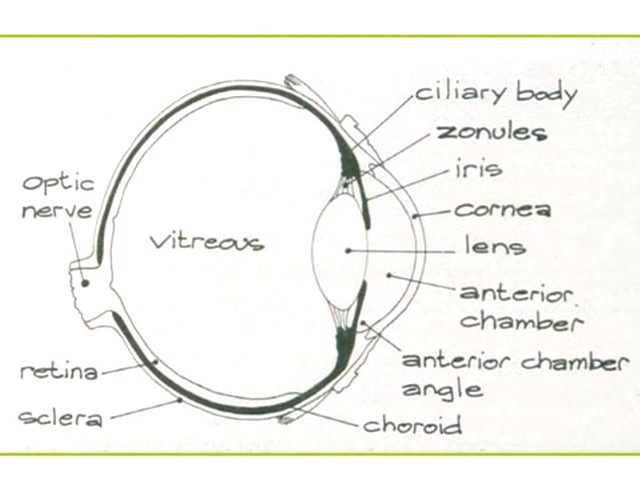 ciliary body
zonules
iris
Optic
nerve
cornea
vitreous
lens
anterior
chamber
anterior chamber
angle
retina
sclera
choroid